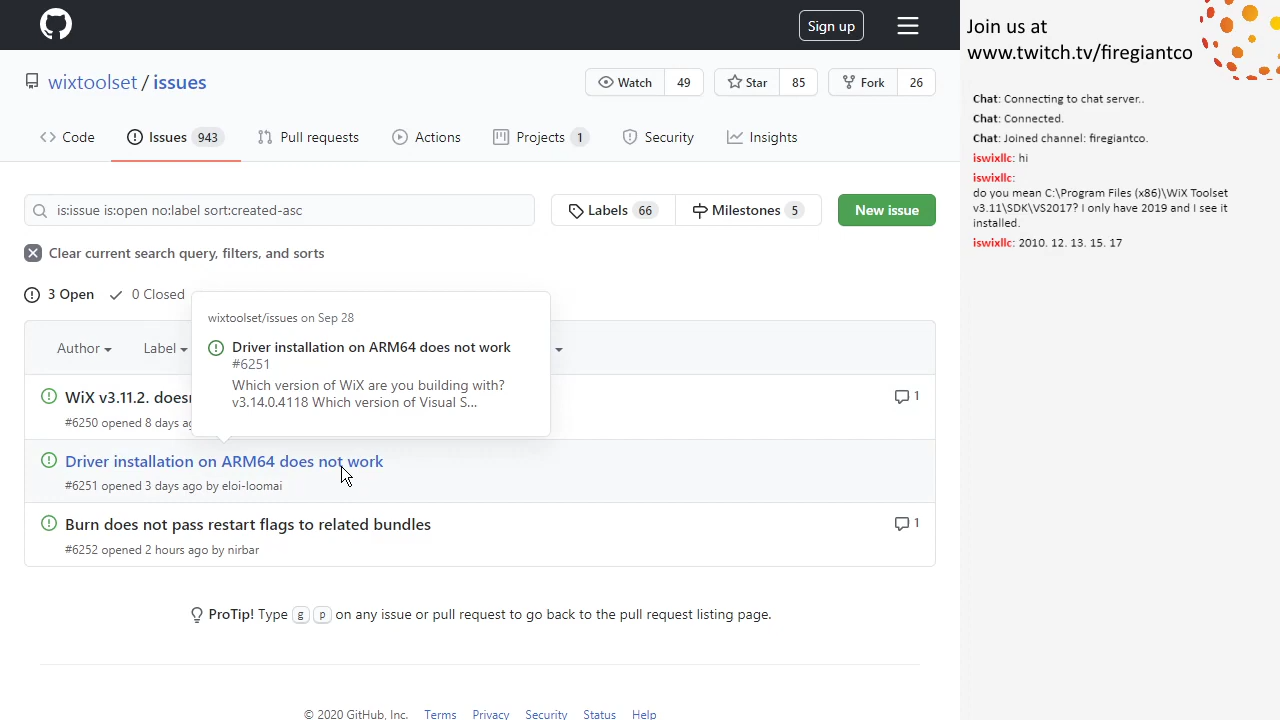 Sign up
wixtoolset / issues
Watch 49
Star 85
Fork 26
Code
Issues 943
Pull requests
Actions
Projects 1
Security
Insights
is:issue is:open no:label sort:created-asc
Labels 66
Milestones 5
New issue
Clear current search query, filters, and sorts
3 Open
0 Closed
Author
Label
wixtoolset/issues on Sep 28
Driver installation on ARM64 does not work
#6251
Which version of WiX are you building with?
v3.14.0.4118 Which version of Visual S...
WiX v3.11.2.
1
#6250 opened 8 days
Driver installation on ARM64 does not work
#6251 opened 3 days ago by eloi-loomai
Burn does not pass restart flags to related bundles
1
#6252 opened 2 hours ago by nirbar
ProTip! Type g p on any issue or pull request to go back to the pull request listing page.
© 2020 GitHub, Inc. Terms Privacy Security Status Help
Join us at
www.twitch.tv/firegiantco
Chat: Connecting to chat server..
Chat: Connected.
Chat: Joined channel: firegiantco.
iswixllc: hi
iswixllc:
do you mean C:\Program Files (x86)\WiX Toolset
v3.11\SDK\VS2017? I only have 2019 and I see it
installed.
iswixllc: 2010. 12. 13. 15. 17